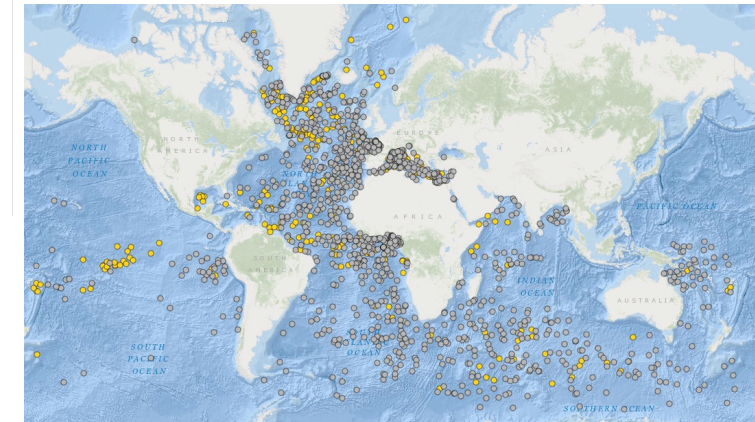 NORTH
PACIFIC
OCEAN
NORTH
AMERICA
EUROPE
ASIA
AFRICA
PACIFIC OCEAN
SOUTH
AMERICA
INDIAN
OCEAN
AUSTRALIA
SOUTH
PACIFIC
OCEAN
OCEAN
SOUTHERN OCEAN